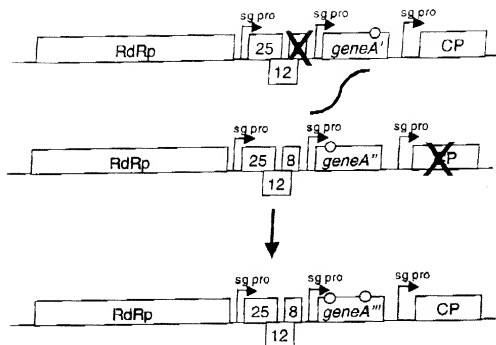 sg pro sg pro sg pro
RdRp 25 geneA' CP
12
sg pro sg pro sg pro
RdRp 25 8 geneA" P
12
sg pro sg pro sg pro
RdRp 25 8 geneA''' CP
12